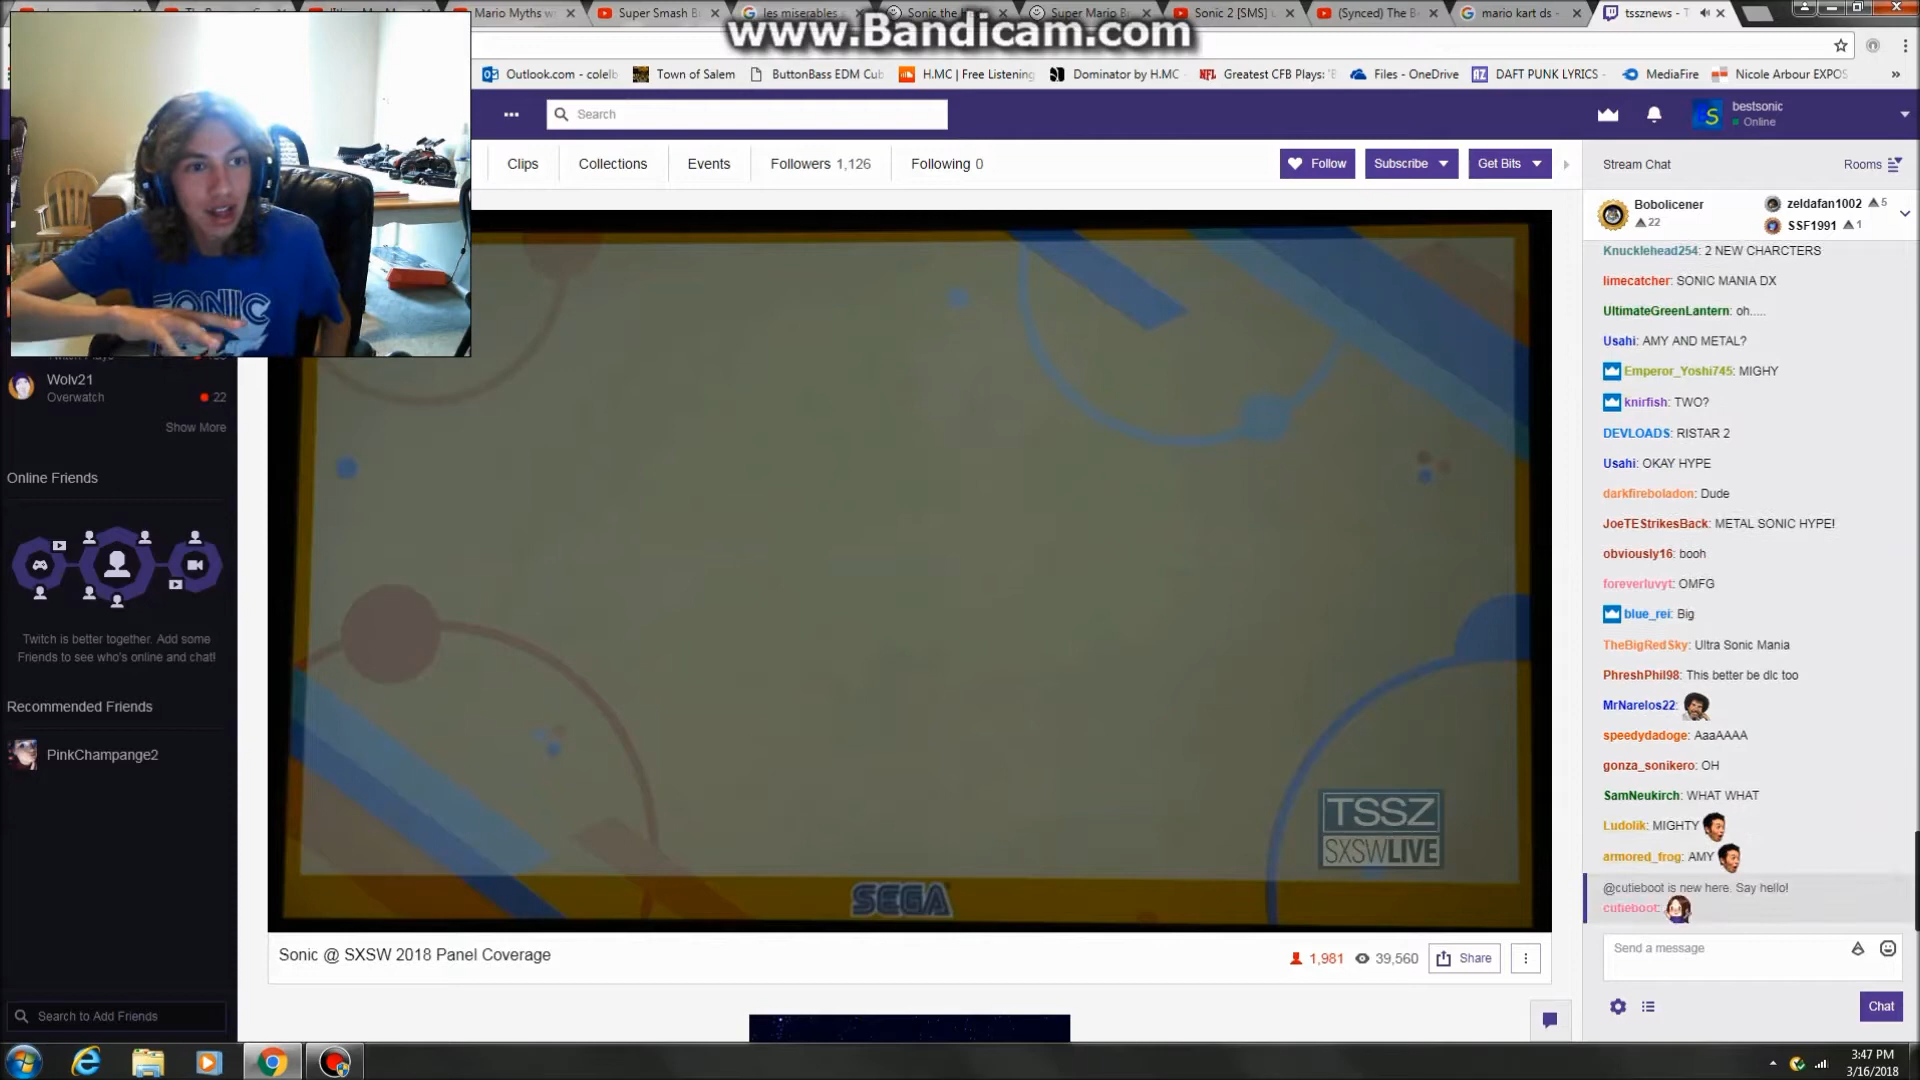 Mario Myths w
Super Smash B
les miserables
Sonic the H
Super Mario Br
Sonic 2 [SMS]
(Synced) The B
mario kart ds -
tssznews - T
www.Bandicam.com
Outlook.com - colelb
Town of Salem
ButtonBass EDM Cub
H.MC | Free Listening
Dominator by H.MC
NFL
Greatest CFB Plays: 'B
Files - OneDrive
AZ
DAFT PUNK LYRICS -
MediaFire
Nicole Arbour EXPOS
Search
bestsonic
Online
Clips
Collections
Events
Followers 1,126
Following 0
Follow
Subscribe
Get Bits
Stream Chat
Rooms
Bobolicener
22
zeldafan1002 5
SSF1991 1
Knucklehead254: 2 NEW CHARCTERS
limecatcher: SONIC MANIA DX
UltimateGreenLantern: oh.....
Usahi: AMY AND METAL?
Emperor_Yoshi745: MIGHY
knirfish: TWO?
DEVLOADS: RISTAR 2
Usahi: OKAY HYPE
darkfireboladon: Dude
JoeTEStrikesBack: METAL SONIC HYPE!
obviously16: booh
foreverluvyt: OMFG
blue_rei: Big
TheBigRedSky: Ultra Sonic Mania
PhreshPhil98: This better be dlc too
MrNarelos22:
speedydadoge: AaaAAAA
gonza_sonikero: OH
SamNeukirch: WHAT WHAT
Ludolik: MIGHTY
armored_frog: AMY
@cutieboot is new here. Say hello!
cutieboot:
Send a message
Chat
SONIC
Wolv21
Overwatch
22
Show More
Online Friends
Twitch is better together. Add some
Friends to see who's online and chat!
Recommended Friends
PinkChampange2
Search to Add Friends
TSSZ
SXSWLIVE
SEGA
Sonic @ SXSW 2018 Panel Coverage
1,981
39,560
Share
3:47 PM
3/16/2018